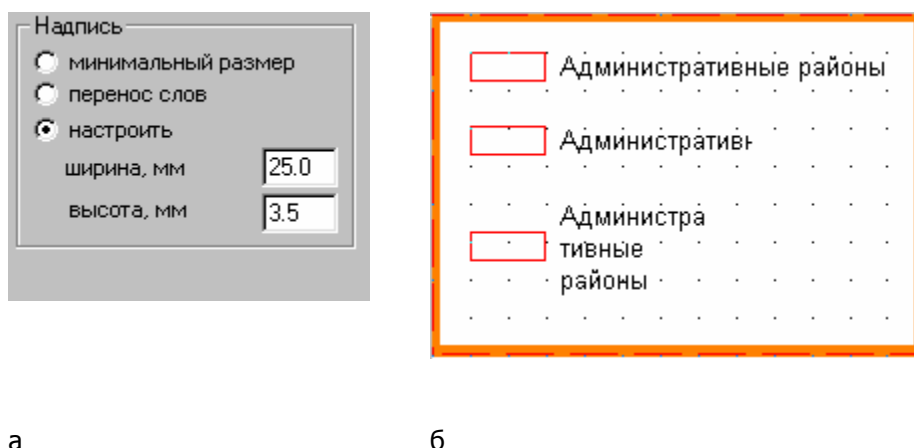 Надпись
минимальный размер
перенос слов
настроить
ширина, мм 25.0
высота, мм 3.5
Административные районы
Административн
Администра
тивные
районы
а
б